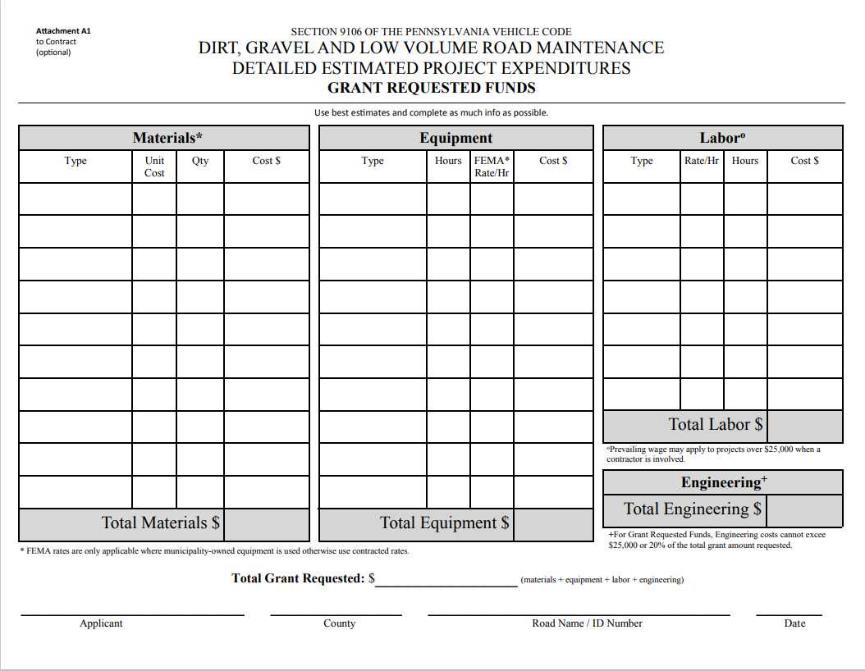 Attachment A1
to Contract
(optional)
SECTION 9106 OF THE PENNSYLVANIA VEHICLE CODE
DIRT, GRAVEL AND LOW VOLUME ROAD MAINTENANCE
DETAILED ESTIMATED PROJECT EXPENDITURES
GRANT REQUESTED FUNDS
Use best estimates and complete as much info as possible.
Materials*
Type Unit Cost Qty Cost $
Total Materials $
Equipment
Type Hours FEMA* Rate/Hr Cost $
Total Equipment $
* FEMA rates are only applicable where municipality-owned equipment is used otherwise use contracted rates.
Laborº
Type Rate/Hr Hours Cost $
Total Labor $
ºPrevailing wage may apply to projects over $25,000 when a
contractor is involved.
Engineering+
Total Engineering $
+For Grant Requested Funds, Engineering costs cannot exceed
$25,000 or 20% of the total grant amount requested.
Total Grant Requested: $ (materials + equipment + labor + engineering)
Applicant County Road Name / ID Number Date